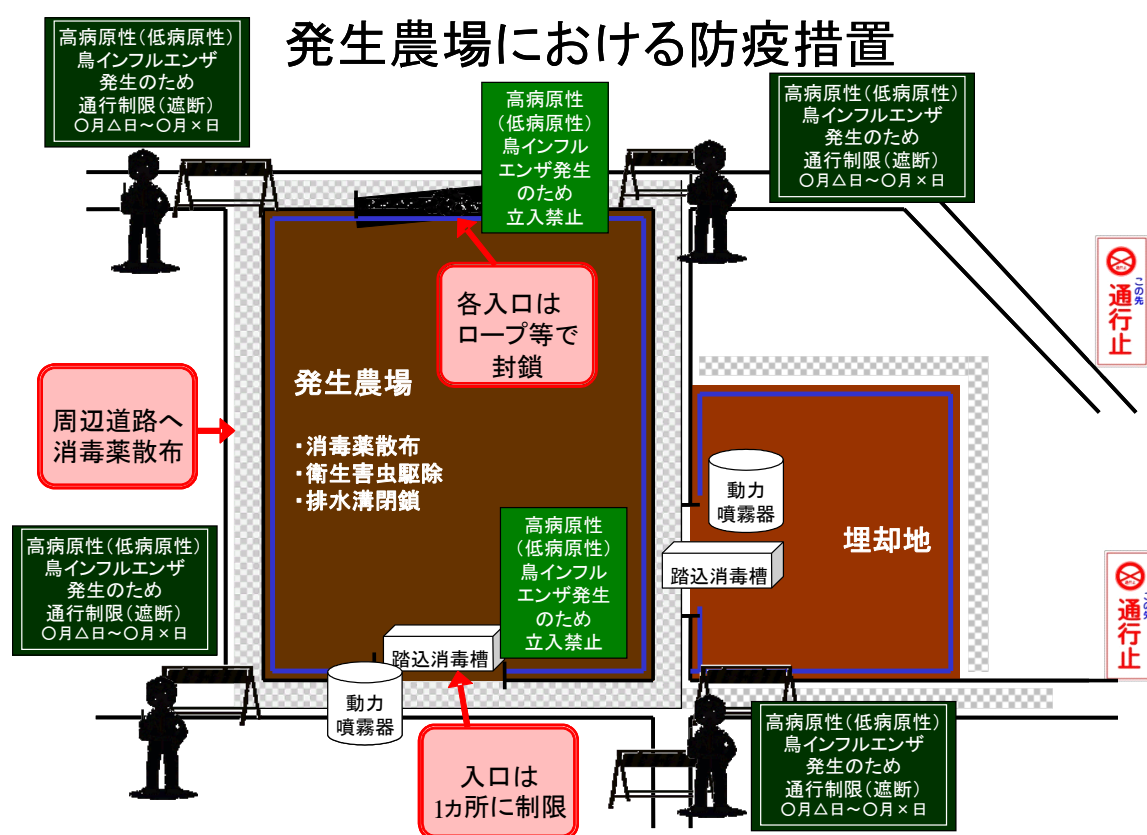 発生農場における防疫措置
高病原性(低病原性)
鳥インフルエンザ
発生のため
通行制限(遮断)
〇月△日～〇月×日
高病原性
(低病原性)
鳥インフル
エンザ発生
のため
立入禁止
高病原性(低病原性)
鳥インフルエンザ
発生のため
通行制限(遮断)
〇月△日～〇月×日
この先
通行止
各入口は
ロープ等で
封鎖
周辺道路へ
消毒薬散布
発生農場
・消毒薬散布
・衛生害虫駆除
・排水溝閉鎖
動力
噴霧器
踏込消毒槽
埋却地
高病原性(低病原性)
鳥インフルエンザ
発生のため
通行制限(遮断)
〇月△日～〇月×日
高病原性
(低病原性)
鳥インフル
エンザ発生
のため
立入禁止
この先
通行止
踏込消毒槽
動力
噴霧器
入口は
1ヵ所に制限
高病原性(低病原性)
鳥インフルエンザ
発生のため
通行制限(遮断)
〇月△日～〇月×日